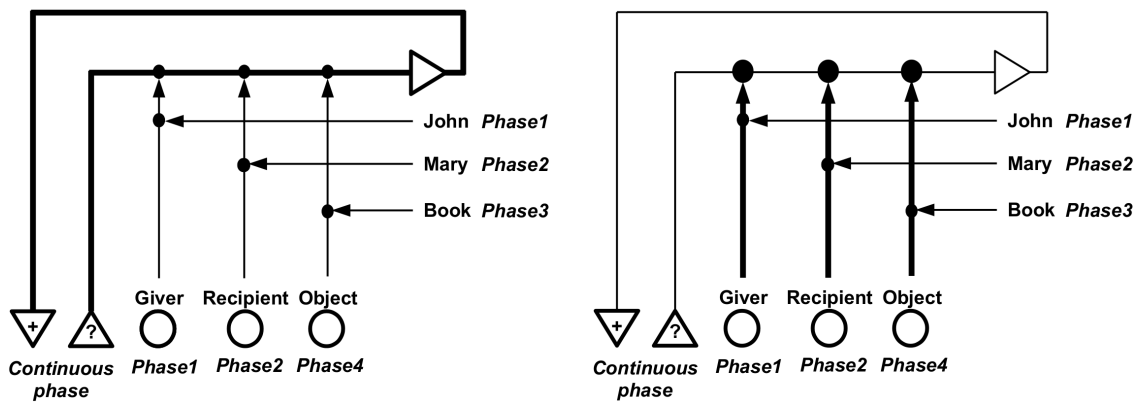 John Phase1
Mary Phase2
Book Phase3
Giver Recipient Object
+ ?
Continuous phase Phase1 Phase2 Phase4
John Phase1
Mary Phase2
Book Phase3
Giver Recipient Object
+ ?
Continuous phase Phase1 Phase2 Phase4